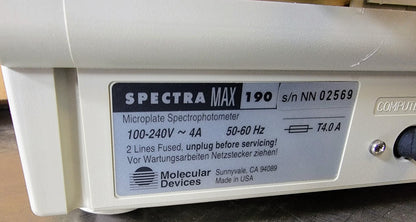 SPECTRA MAX 190 s/n NN 02569
Microplate Spectrophotometer
100-240V ~ 4A 50-60 Hz T4.0 A
2 Lines Fused, unplug before servicing!
Vor Wartungsarbeiten Netzstecker ziehen!
Molecular Devices
Sunnyvale, CA 94089
Made in USA
COMPUTE